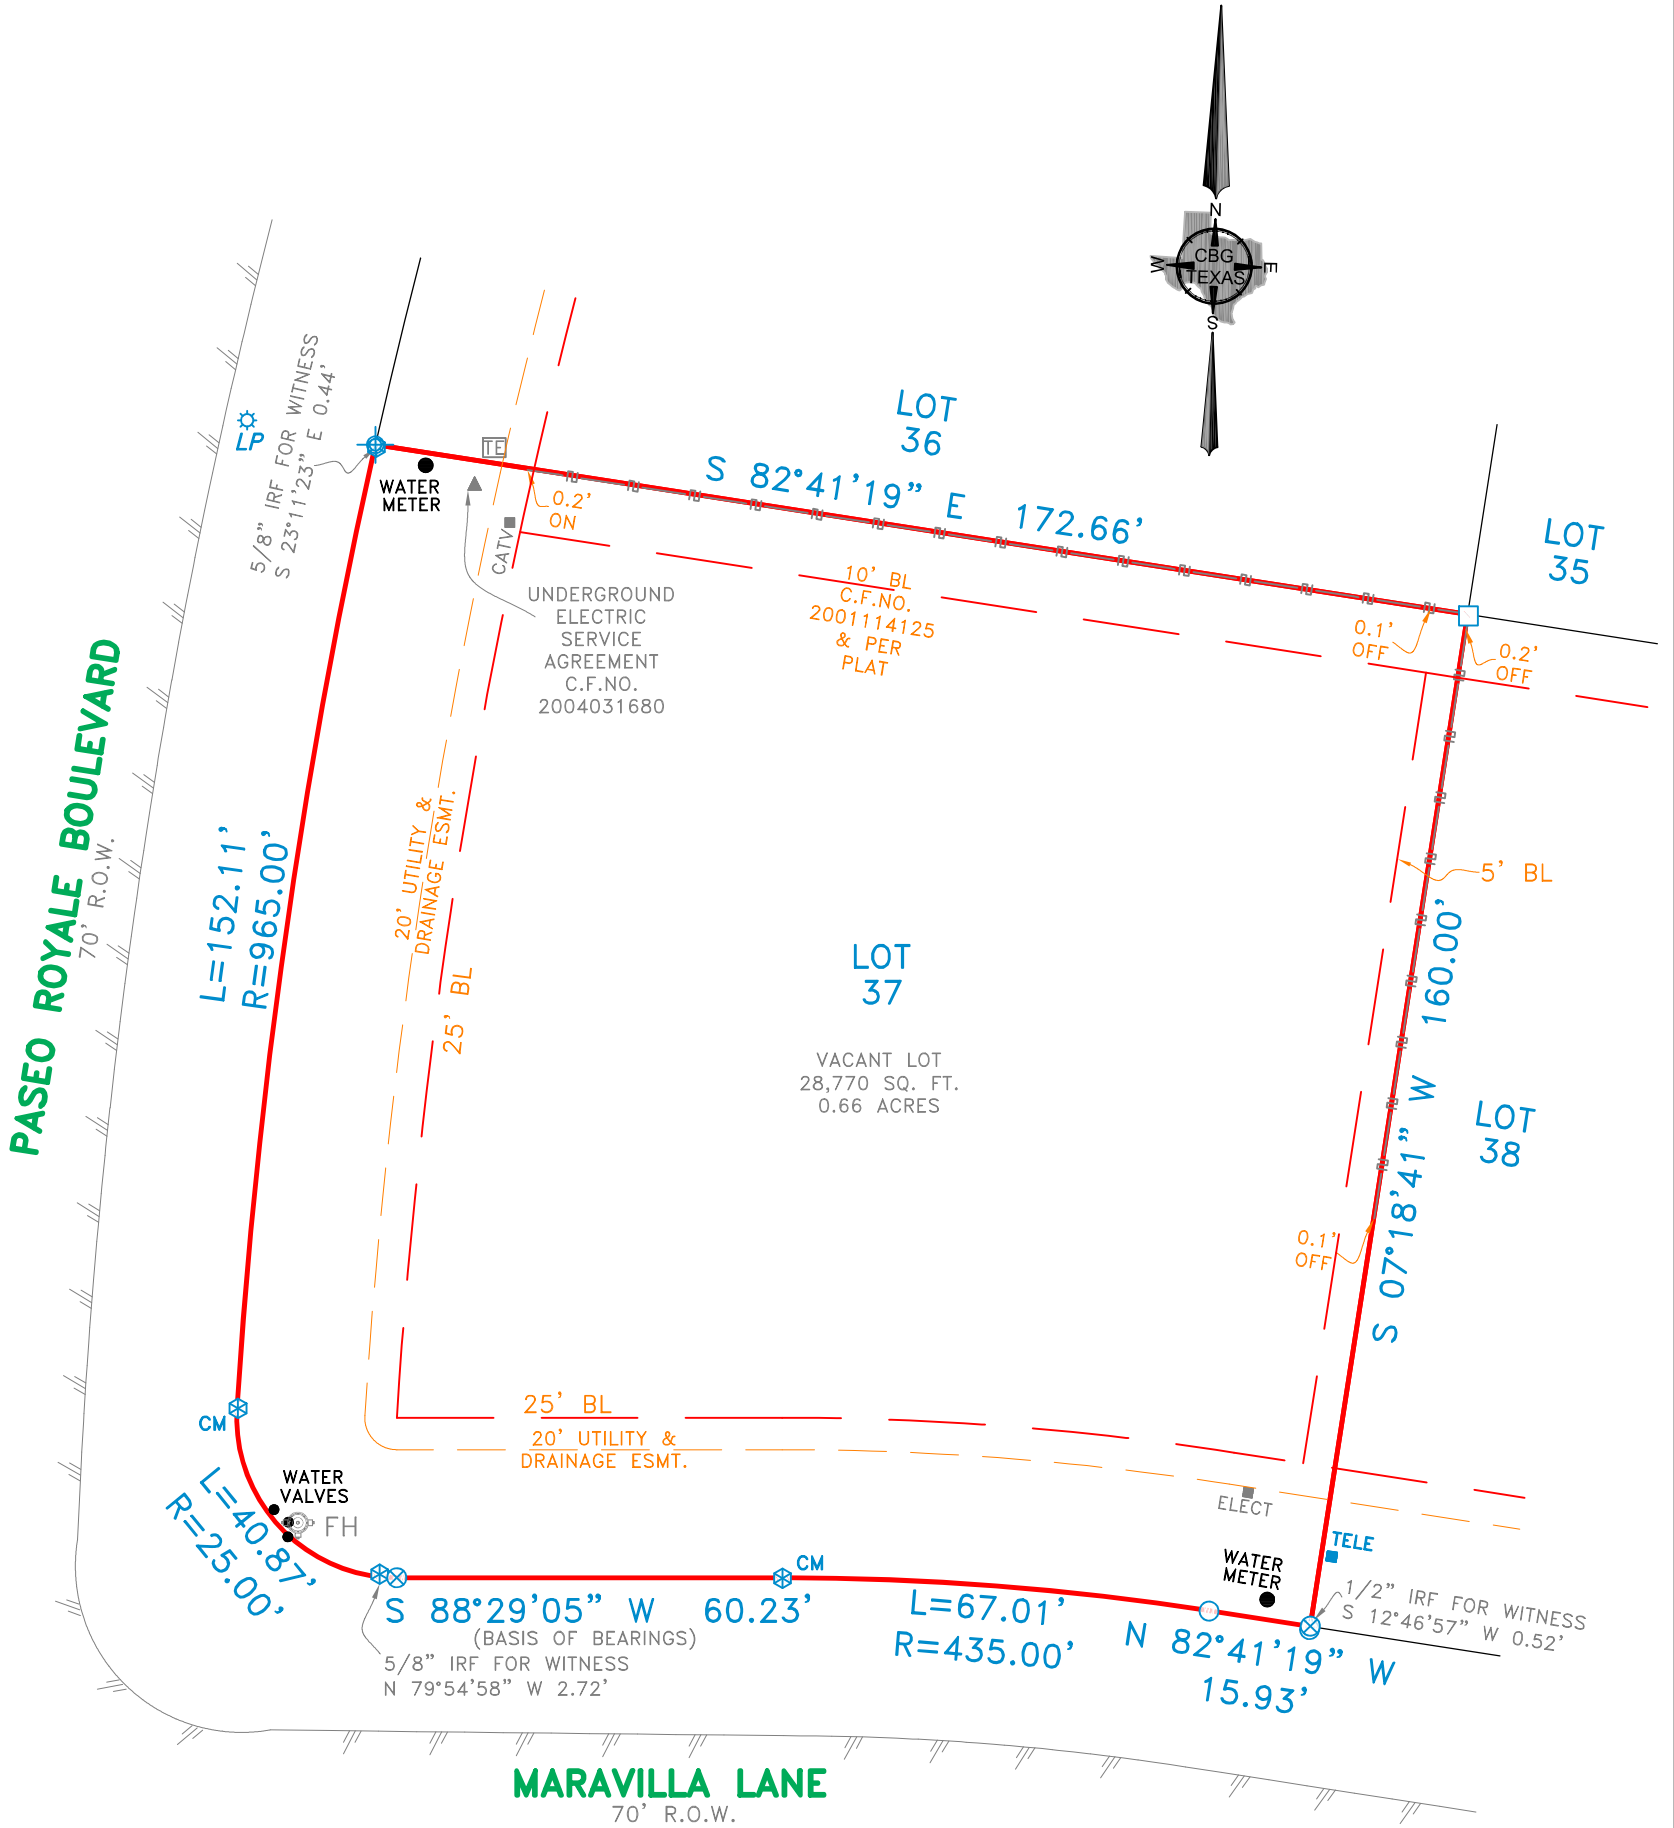 N
W
CBG
TEXAS
E
S
LOT
36
S 82°41'19" E 172.66'
LOT
35
5/8" IRF FOR WITNESS
S 23°11'23" E 0.44'
LP
TE
WATER
METER
0.2'
ON
CATV
UNDERGROUND
ELECTRIC
SERVICE
AGREEMENT
C.F.NO.
2004031680
10' BL
C.F.NO.
2001114125
& PER
PLAT
0.1'
OFF
0.2'
OFF
PASEO ROYALE BOULEVARD
70' R.O.W.
L=152.11'
R=965.00'
20' UTILITY &
DRAINAGE ESMT.
25' BL
LOT
37
VACANT LOT
28,770 SQ. FT.
0.66 ACRES
5' BL
S 07°18'41" W 160.00'
LOT
38
0.1'
OFF
CM
25' BL
20' UTILITY &
DRAINAGE ESMT.
WATER
VALVES
FH
L=40.87'
R=25.00'
ELECT
TELE
WATER
METER
CM
S 88°29'05" W 60.23'
(BASIS OF BEARINGS)
5/8" IRF FOR WITNESS
N 79°54'58" W 2.72'
L=67.01'
R=435.00'
N 82°41'19" W
15.93'
1/2" IRF FOR WITNESS
S 12°46'57" W 0.52'
MARAVILLA LANE
70' R.O.W.